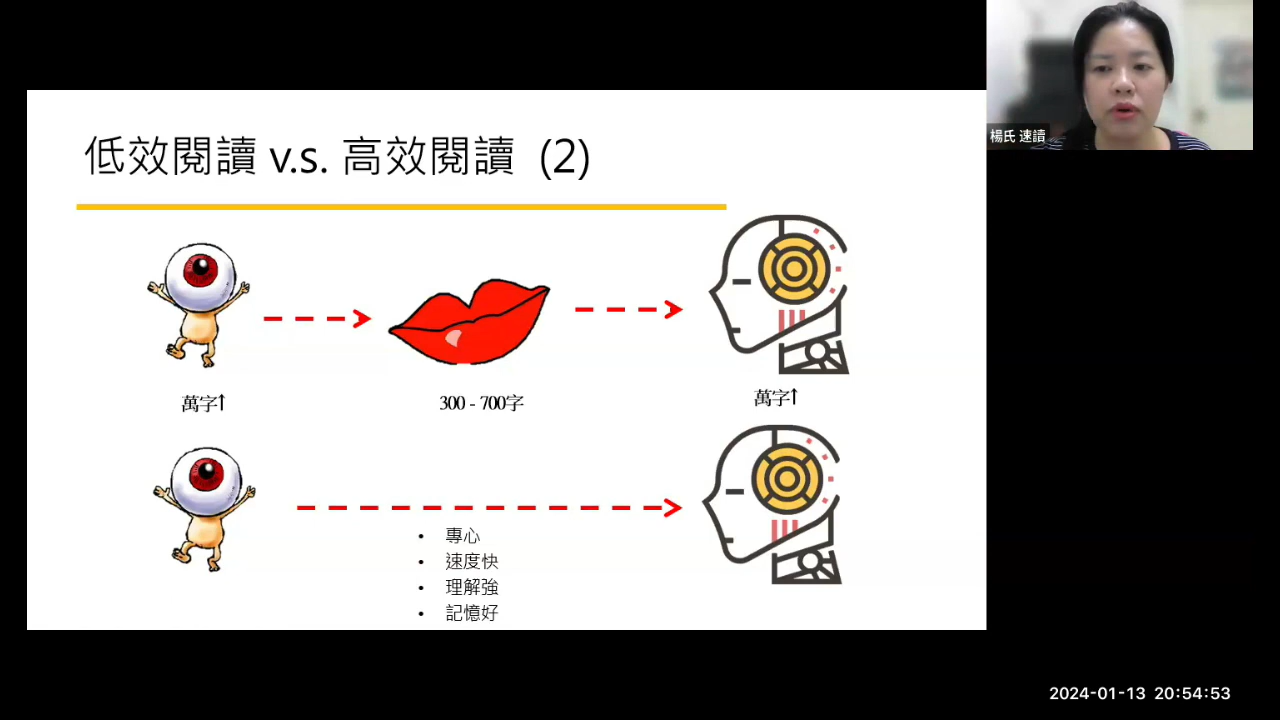 低效閱讀 v.s. 高效閱讀 (2)
楊氏 速讀
萬字↑
300 - 700字
萬字↑
• 專心
• 速度快
• 理解強
• 記憶好
2024-01-13 20:54:53